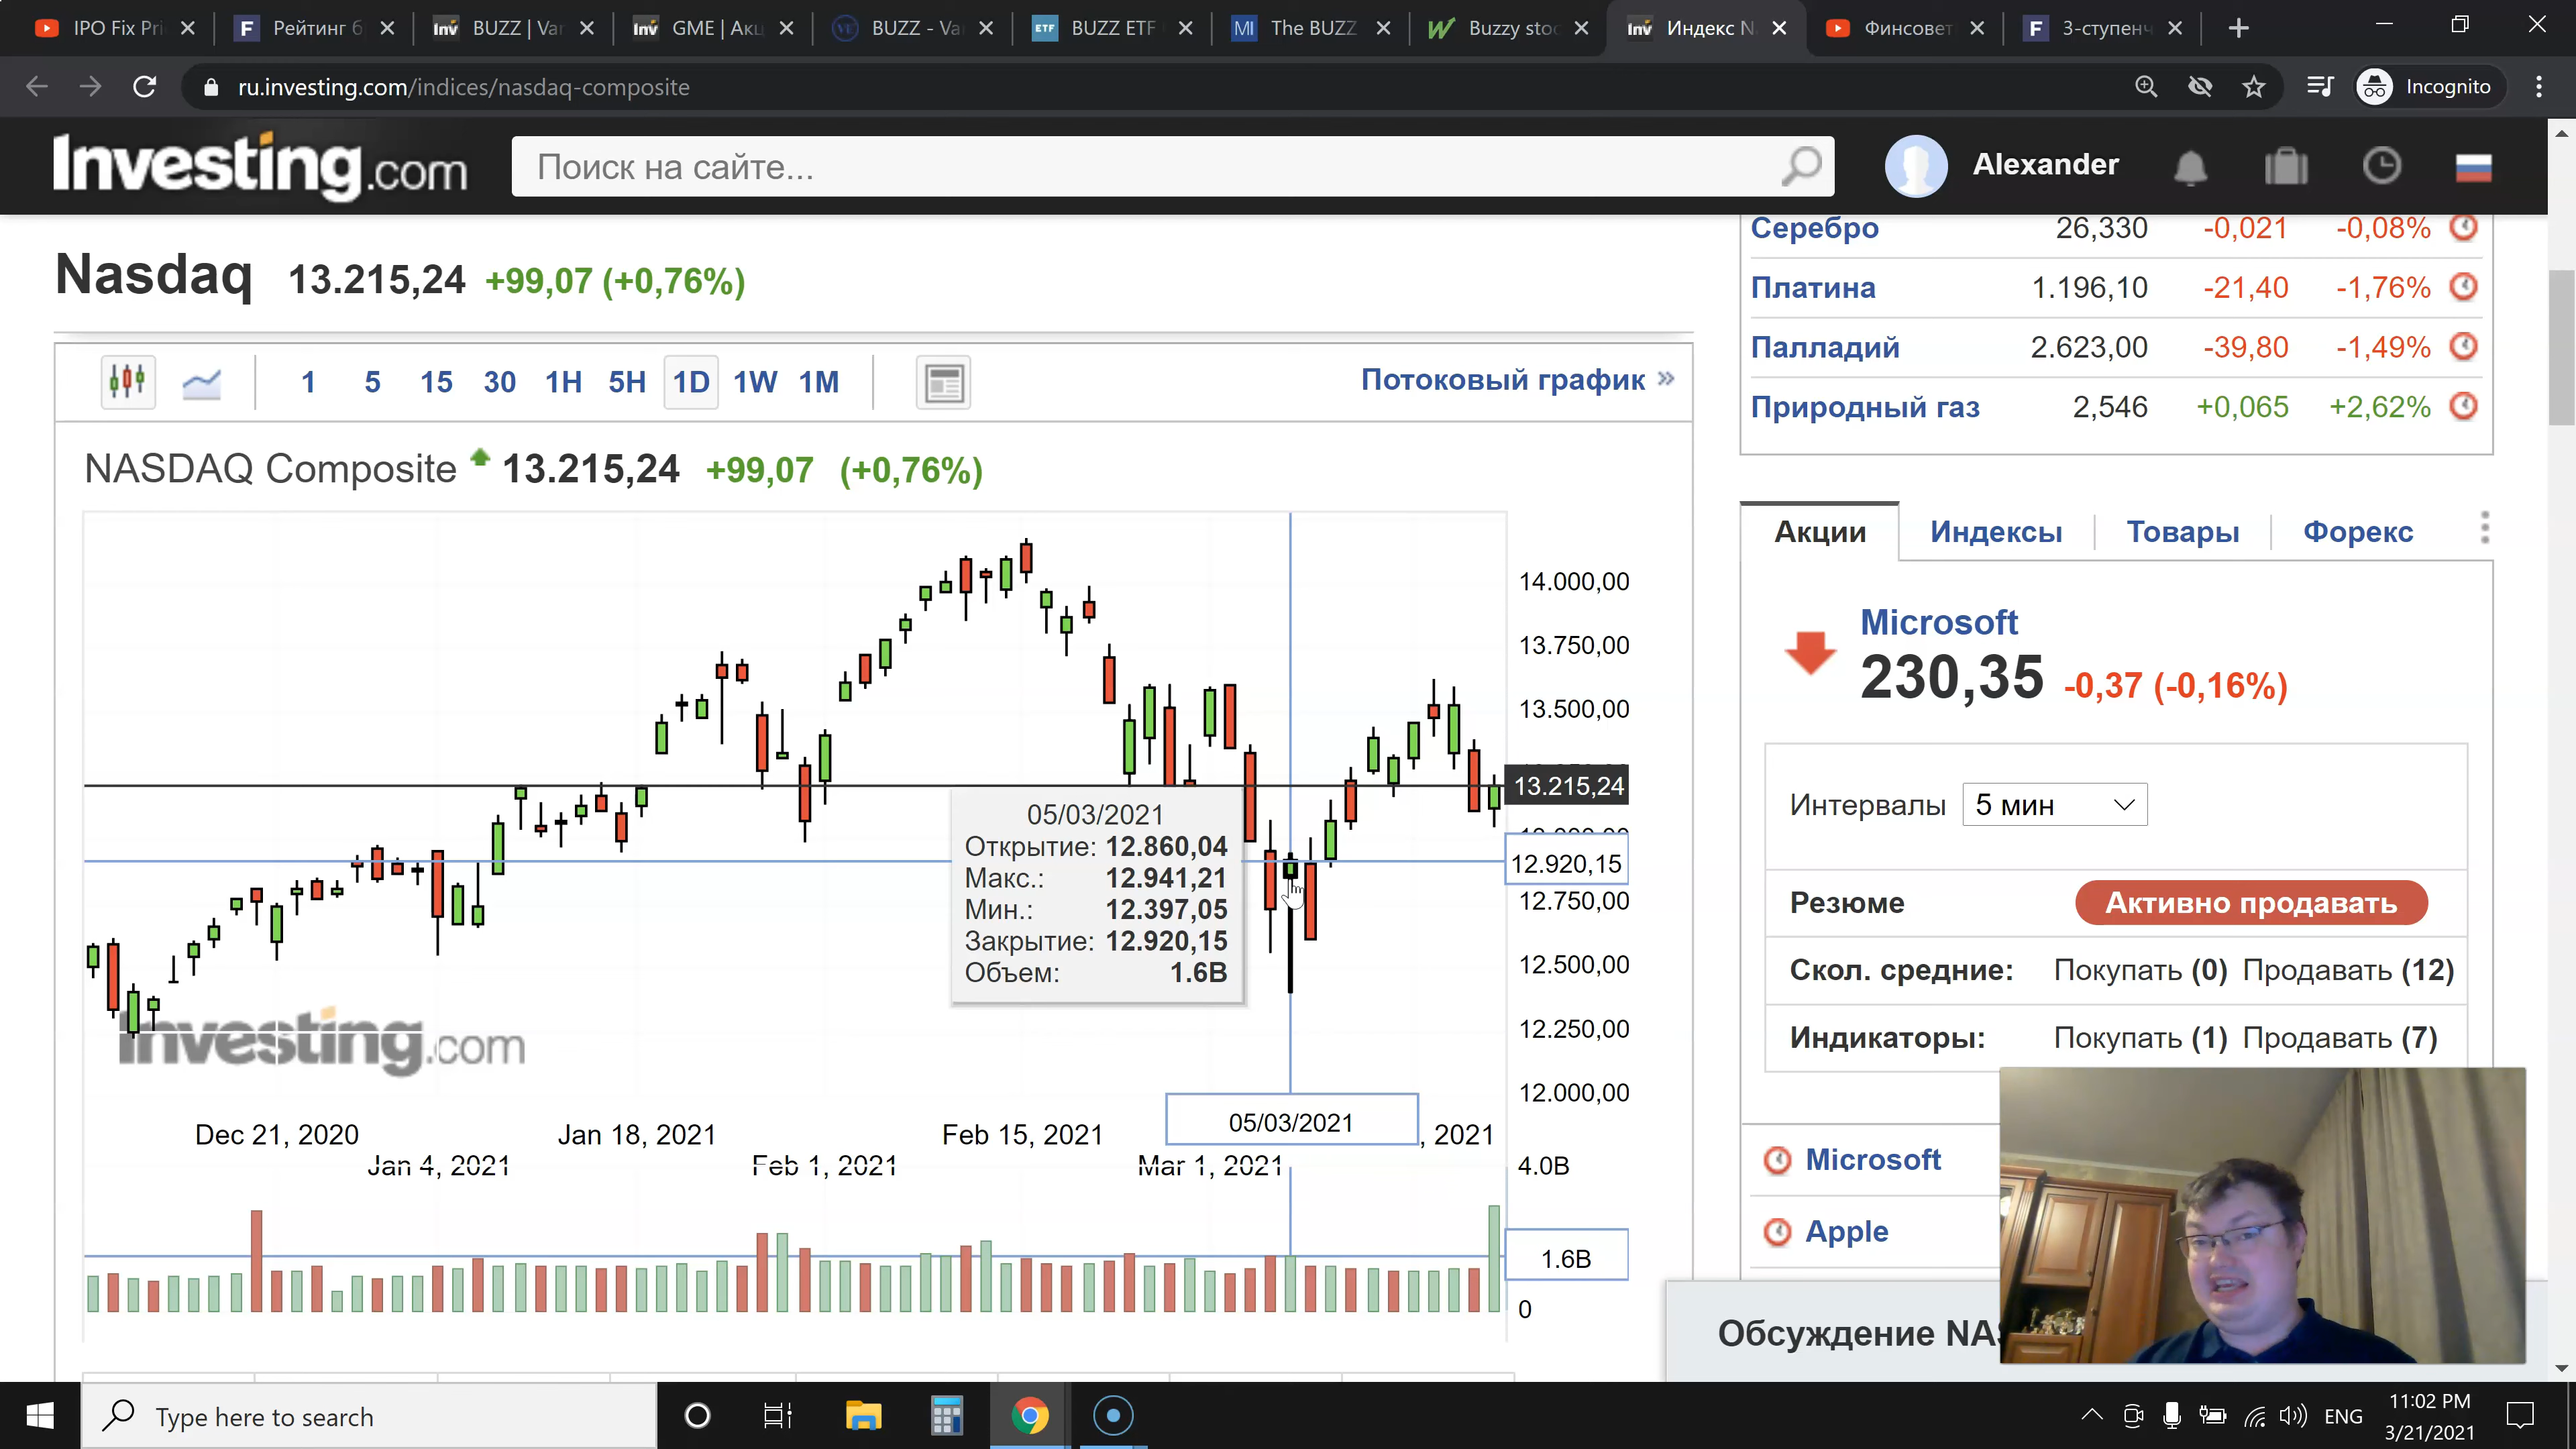 IPO Fix Pri
Рейтинг б
BUZZ | Van
GME | Акц
BUZZ - Va
BUZZ ETF
The BUZZ
Buzzy stoc
Индекс N
Финсовет
3-ступенч
ru.investing.com/indices/nasdaq-composite
Incognito
Investing.com
Поиск на сайте...
Alexander
Nasdaq 13.215,24 +99,07 (+0,76%)
1 5 15 30 1H 5H 1D 1W 1M
Потоковый график »
NASDAQ Composite 13.215,24 +99,07 (+0,76%)
14.000,00
13.750,00
13.500,00
13.215,24
12.920,15
12.750,00
12.500,00
12.250,00
12.000,00
05/03/2021
Открытие: 12.860,04
Макс.: 12.941,21
Мин.: 12.397,05
Закрытие: 12.920,15
Объем: 1.6B
Investing.com
Dec 21, 2020
Jan 18, 2021
Feb 15, 2021
05/03/2021
, 2021
Jan 4, 2021
Feb 1, 2021
Mar 1, 2021
4.0B
1.6B
0
Серебро 26,330 -0,021 -0,08%
Платина 1.196,10 -21,40 -1,76%
Палладий 2.623,00 -39,80 -1,49%
Природный газ 2,546 +0,065 +2,62%
Акции Индексы Товары Форекс
Microsoft
230,35 -0,37 (-0,16%)
Интервалы 5 мин
Резюме Активно продавать
Скол. средние: Покупать (0) Продавать (12)
Индикаторы: Покупать (1) Продавать (7)
Microsoft
Apple
Обсуждение NAS
Type here to search
ENG
11:02 PM
3/21/2021